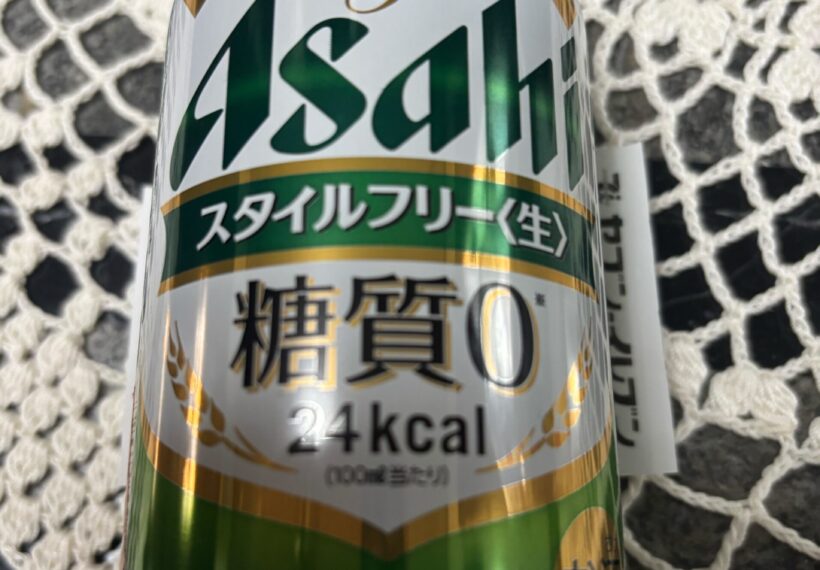 Asahi
スタイルフリー〈生〉
糖質0※
24kcal
(100ml当たり)